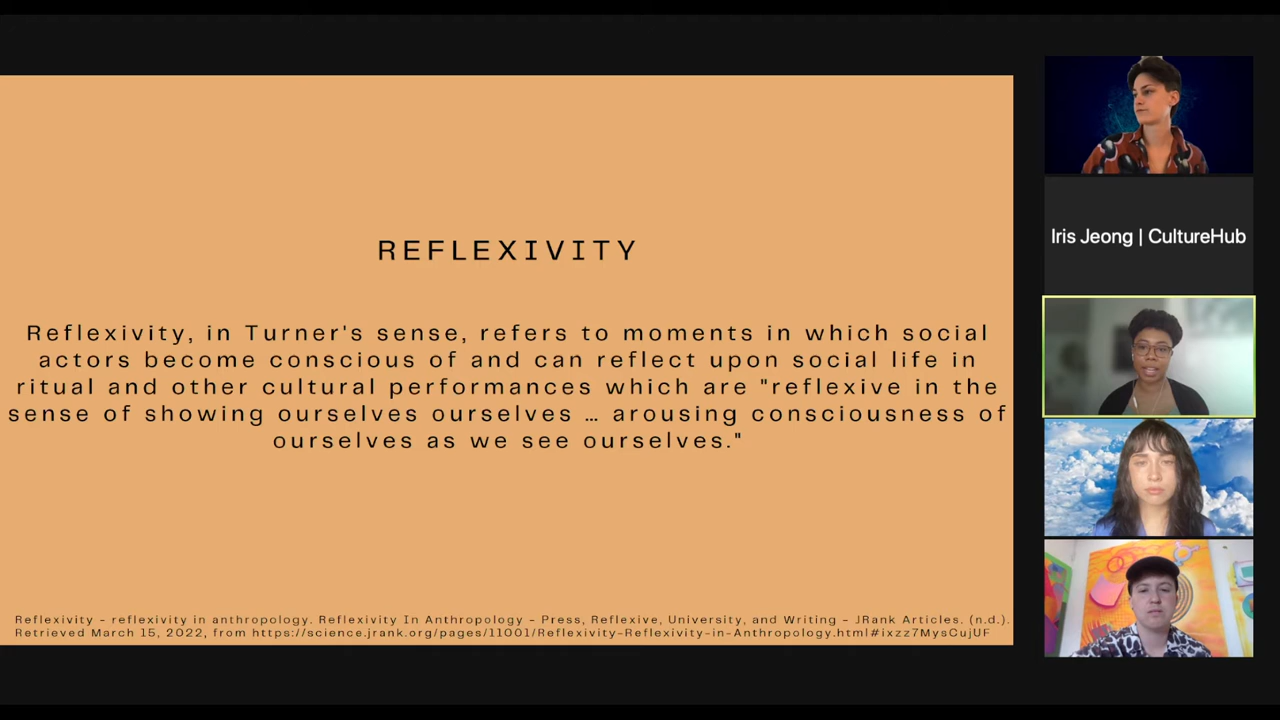 REFLEXIVITY
Reflexivity, in Turner's sense, refers to moments in which social
actors become conscious of and can reflect upon social life in
ritual and other cultural performances which are "reflexive in the
sense of showing ourselves ourselves … arousing consciousness of
ourselves as we see ourselves."
Reflexivity - reflexivity in anthropology. Reflexivity In Anthropology - Press, Reflexive, University, and Writing - JRank Articles. (n.d.).
Retrieved March 15, 2022, from https://science.jrank.org/pages/11001/Reflexivity-Reflexivity-in-Anthropology.html#ixzz7MysCujUF
Iris Jeong | CultureHub